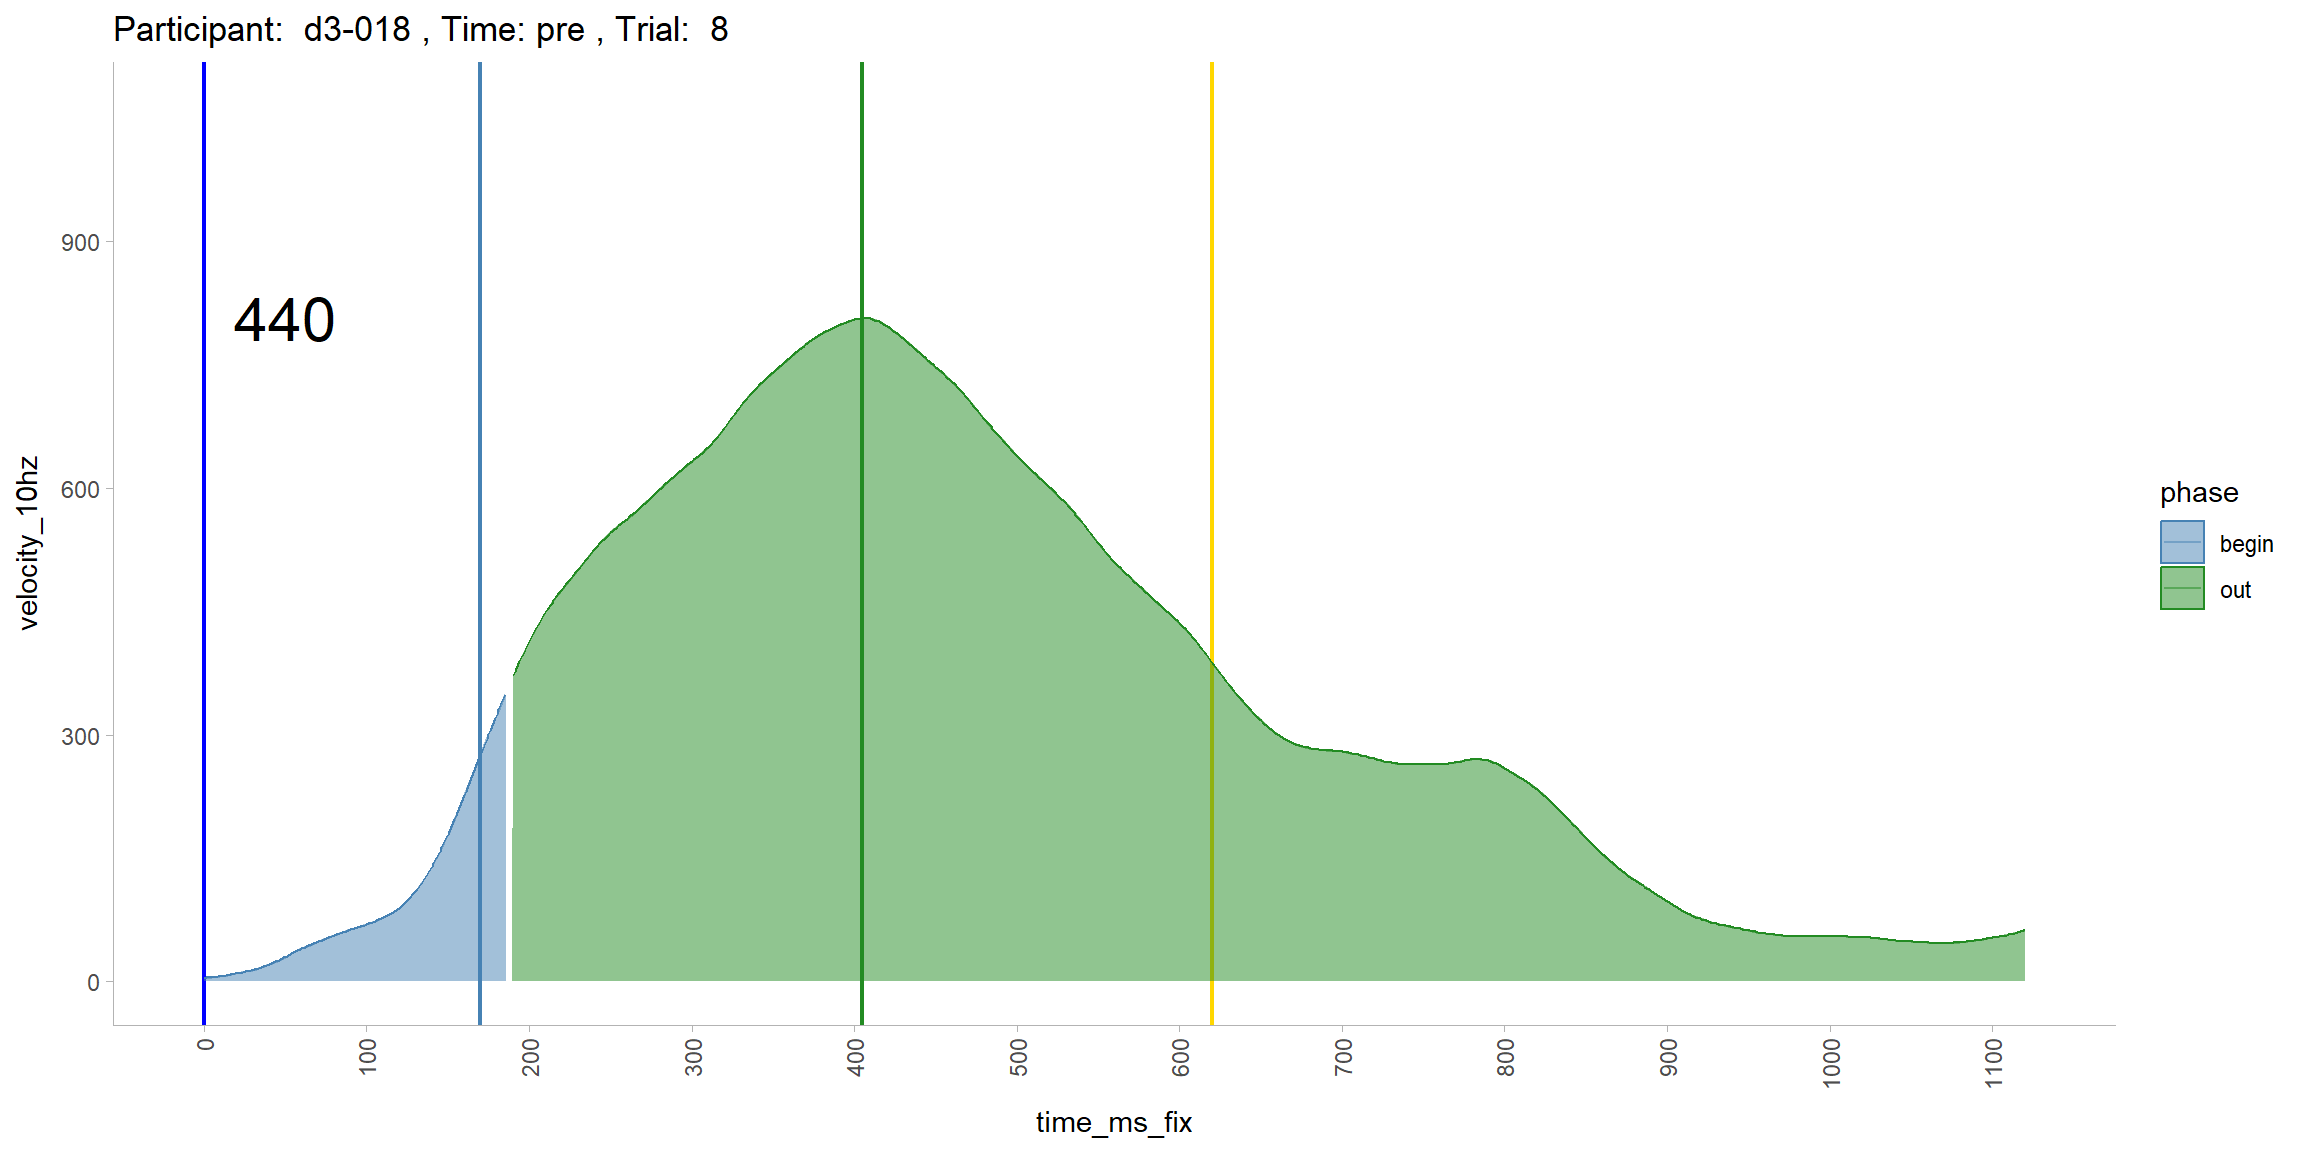 Participant:  d3-018 , Time: pre , Trial:  8
900
600
300
0
velocity_10hz
440
0
100
200
300
400
500
600
700
800
900
1000
1100
time_ms_fix
phase
begin
out